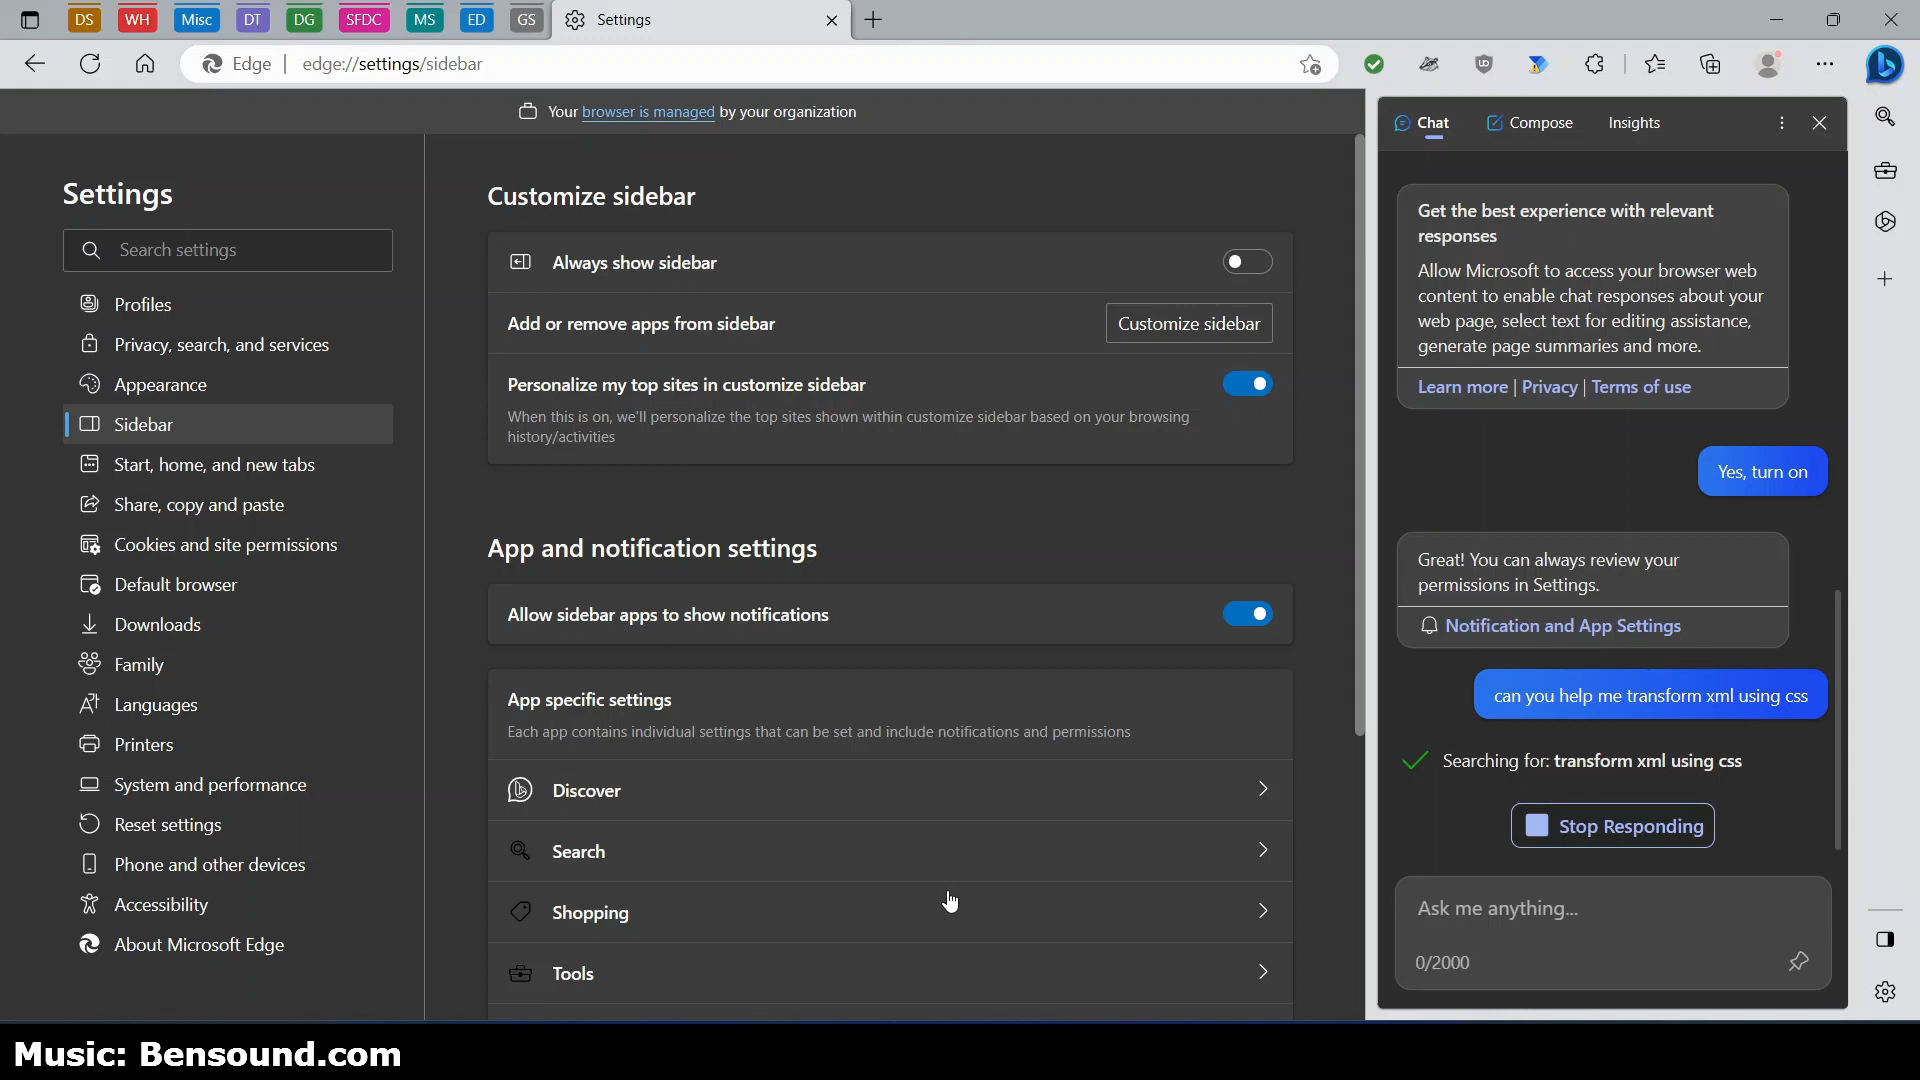 DS
WH
Misc
DT
DG
SFDC
MS
ED
GS
Settings
Edge
edge://settings/sidebar
Your browser is managed by your organization
Settings
Search settings
Profiles
Privacy, search, and services
Appearance
Sidebar
Start, home, and new tabs
Share, copy and paste
Cookies and site permissions
Default browser
Downloads
Family
Languages
Printers
System and performance
Reset settings
Phone and other devices
Accessibility
About Microsoft Edge
Customize sidebar
Always show sidebar
Add or remove apps from sidebar
Customize sidebar
Personalize my top sites in customize sidebar
When this is on, we'll personalize the top sites shown within customize sidebar based on your browsing
history/activities
App and notification settings
Allow sidebar apps to show notifications
App specific settings
Each app contains individual settings that can be set and include notifications and permissions
Discover
Search
Shopping
Tools
Chat
Compose
Insights
Get the best experience with relevant
responses
Allow Microsoft to access your browser web
content to enable chat responses about your
web page, select text for editing assistance,
generate page summaries and more.
Learn more | Privacy | Terms of use
Yes, turn on
Great! You can always review your
permissions in Settings.
Notification and App Settings
can you help me transform xml using css
Searching for: transform xml using css
Stop Responding
Ask me anything...
0/2000
Music: Bensound.com